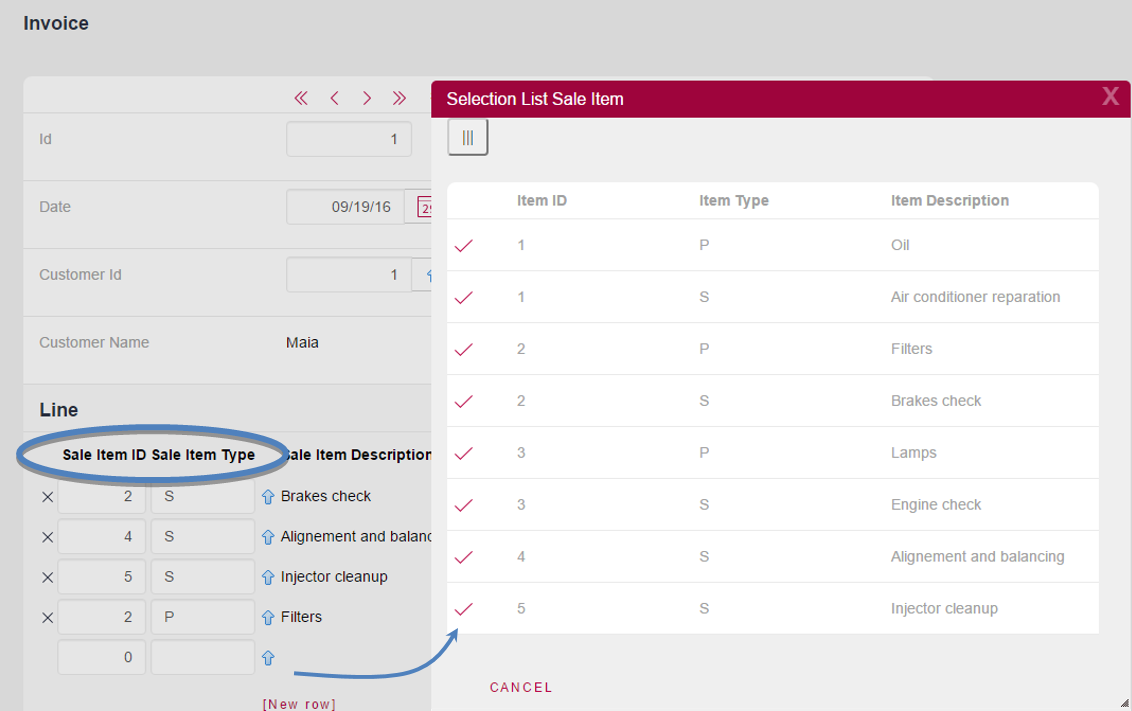 Invoice
Selection List Sale Item X
Id 1
Date 09/19/16
Customer Id 1
Customer Name Maia
Line
Sale Item ID Sale Item Type Sale Item Description
2 S Brakes check
4 S Alignement and balanc
5 S Injector cleanup
2 P Filters
0
[New row]
Item ID Item Type Item Description
1 P Oil
1 S Air conditioner reparation
2 P Filters
2 S Brakes check
3 P Lamps
3 S Engine check
4 S Alignement and balancing
5 S Injector cleanup
CANCEL